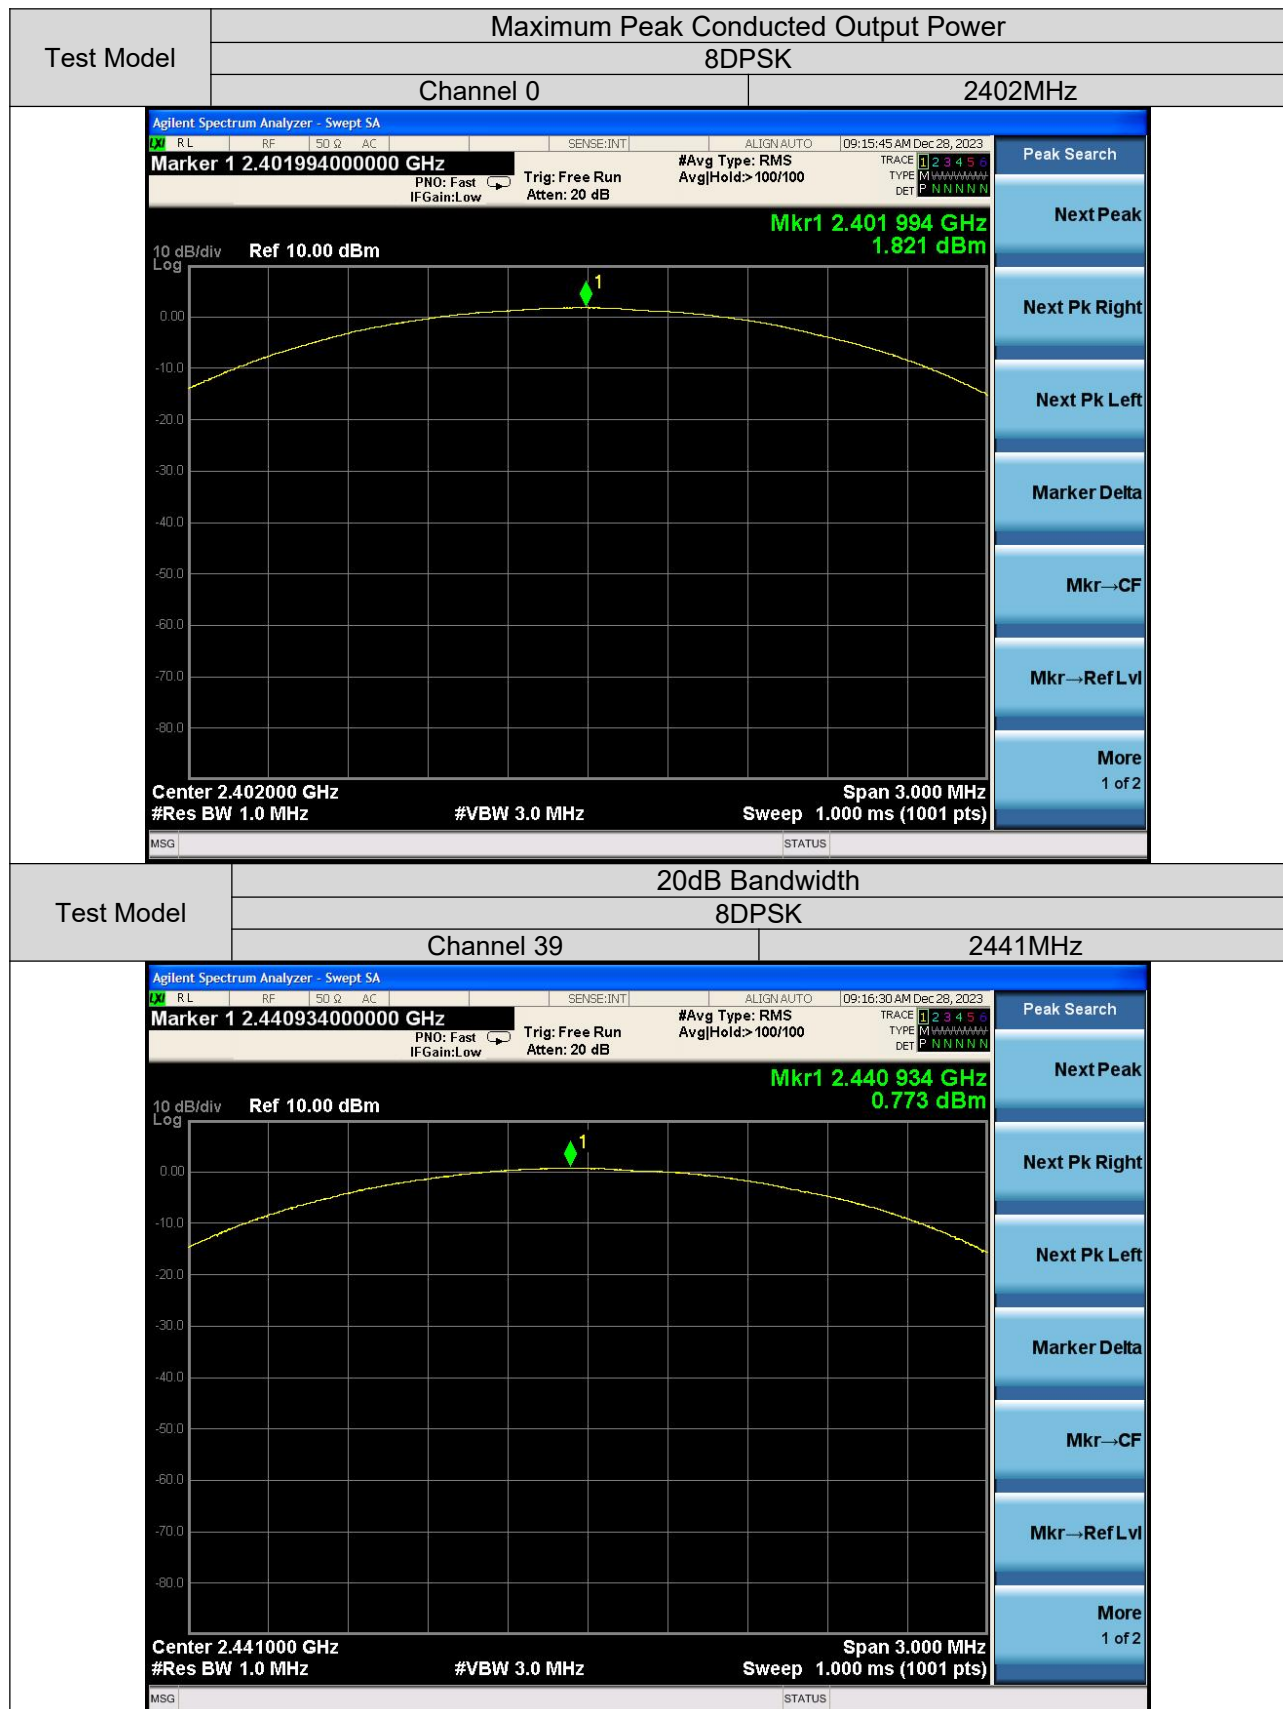 Test Model
Maximum Peak Conducted Output Power
8DPSK
Channel 0 2402MHz
Agilent Spectrum Analyzer - Swept SA
LXI RL RF 50 Ω AC SENSE:INT ALIGN AUTO 09:15:45 AM Dec 28, 2023
Marker 1 2.401994000000 GHz
PNO: Fast
IFGain:Low
Trig: Free Run
Atten: 20 dB
#Avg Type: RMS
Avg|Hold:>100/100
TRACE 1 2 3 4 5 6
TYPE M
DET P N N N N N
Peak Search
Mkr1 2.401 994 GHz
1.821 dBm
10 dB/div
Log
Ref 10.00 dBm
1
0.00
-10.0
-20.0
-30.0
-40.0
-50.0
-60.0
-70.0
-80.0
Next Peak
Next Pk Right
Next Pk Left
Marker Delta
Mkr→CF
Mkr→Ref Lvl
More
1 of 2
Center 2.402000 GHz Span 3.000 MHz
#Res BW 1.0 MHz #VBW 3.0 MHz Sweep 1.000 ms (1001 pts)
MSG STATUS
Test Model
20dB Bandwidth
8DPSK
Channel 39 2441MHz
Agilent Spectrum Analyzer - Swept SA
LXI RL RF 50 Ω AC SENSE:INT ALIGN AUTO 09:16:30 AM Dec 28, 2023
Marker 1 2.440934000000 GHz
PNO: Fast
IFGain:Low
Trig: Free Run
Atten: 20 dB
#Avg Type: RMS
Avg|Hold:>100/100
TRACE 1 2 3 4 5 6
TYPE M
DET P N N N N N
Peak Search
Mkr1 2.440 934 GHz
0.773 dBm
10 dB/div
Log
Ref 10.00 dBm
1
0.00
-10.0
-20.0
-30.0
-40.0
-50.0
-60.0
-70.0
-80.0
Next Peak
Next Pk Right
Next Pk Left
Marker Delta
Mkr→CF
Mkr→Ref Lvl
More
1 of 2
Center 2.441000 GHz Span 3.000 MHz
#Res BW 1.0 MHz #VBW 3.0 MHz Sweep 1.000 ms (1001 pts)
MSG STATUS